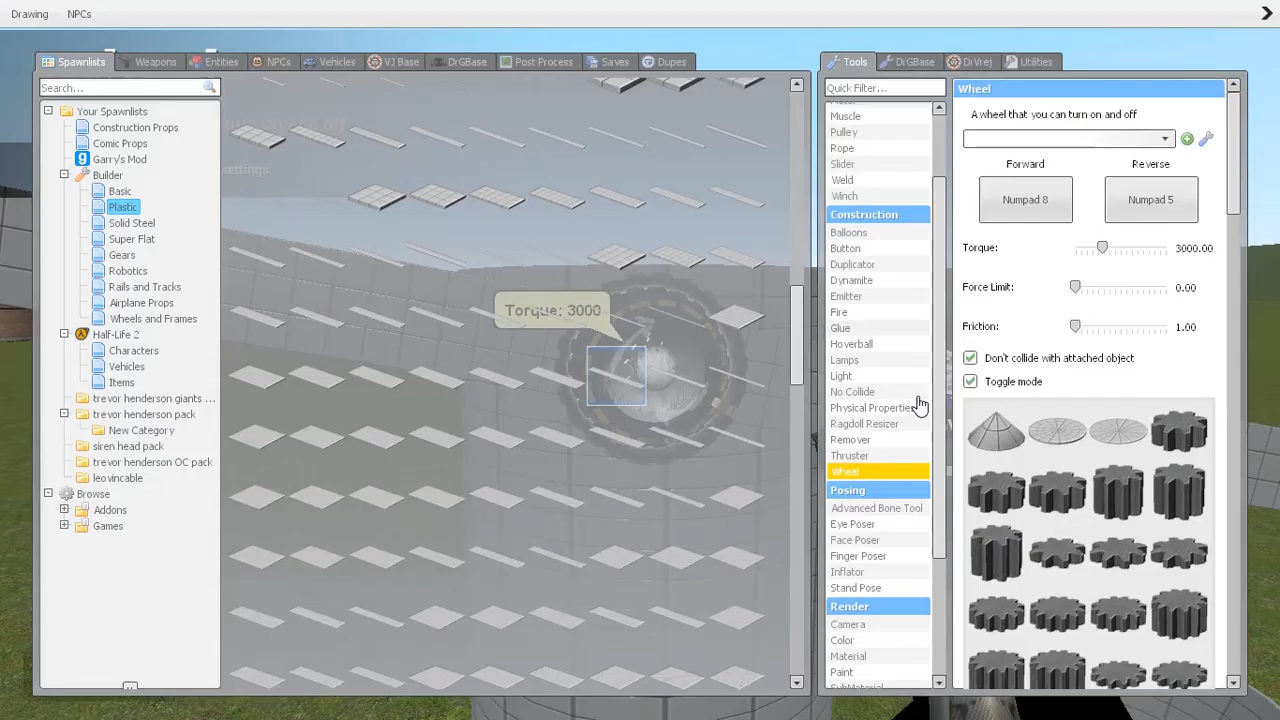 Drawing NPCs
Spawnlists Weapons Entities NPCs Vehicles VJ Base DrGBase Post Process Saves Dupes
Search...
Your Spawnlists
Construction Props
Comic Props
Garry's Mod
Builder
Basic
Plastic
Solid Steel
Super Flat
Gears
Robotics
Rails and Tracks
Airplane Props
Wheels and Frames
Half-Life 2
Characters
Vehicles
Items
trevor henderson giants ...
trevor henderson pack
New Category
siren head pack
trevor henderson OC pack
leovincable
Browse
Addons
Games
settings
Torque: 3000
Tools DrGBase DrVrej Utilities
Quick Filter...
Muscle
Pulley
Rope
Slider
Weld
Winch
Construction
Balloons
Button
Duplicator
Dynamite
Emitter
Fire
Glue
Hoverball
Lamps
Light
No Collide
Physical Properties
Ragdoll Resizer
Remover
Thruster
Wheel
Posing
Advanced Bone Tool
Eye Poser
Face Poser
Finger Poser
Inflator
Stand Pose
Render
Camera
Color
Material
Paint
SubMaterial
Wheel
A wheel that you can turn on and off
Forward Reverse
Numpad 8 Numpad 5
Torque: 3000.00
Force Limit: 0.00
Friction: 1.00
Don't collide with attached object
Toggle mode